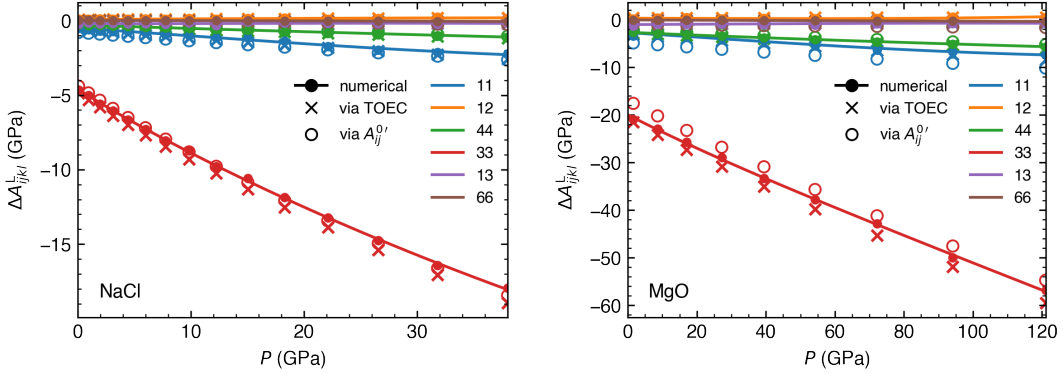 0
−5
−10
−15
ΔA^L_ijkl (GPa)
numerical
via TOEC
via A^0′_ij
11
12
44
33
13
66
NaCl
0 10 20 30
P (GPa)
0
−10
−20
−30
−40
−50
−60
ΔA^L_ijkl (GPa)
numerical
via TOEC
via A^0′_ij
11
12
44
33
13
66
MgO
0 20 40 60 80 100 120
P (GPa)